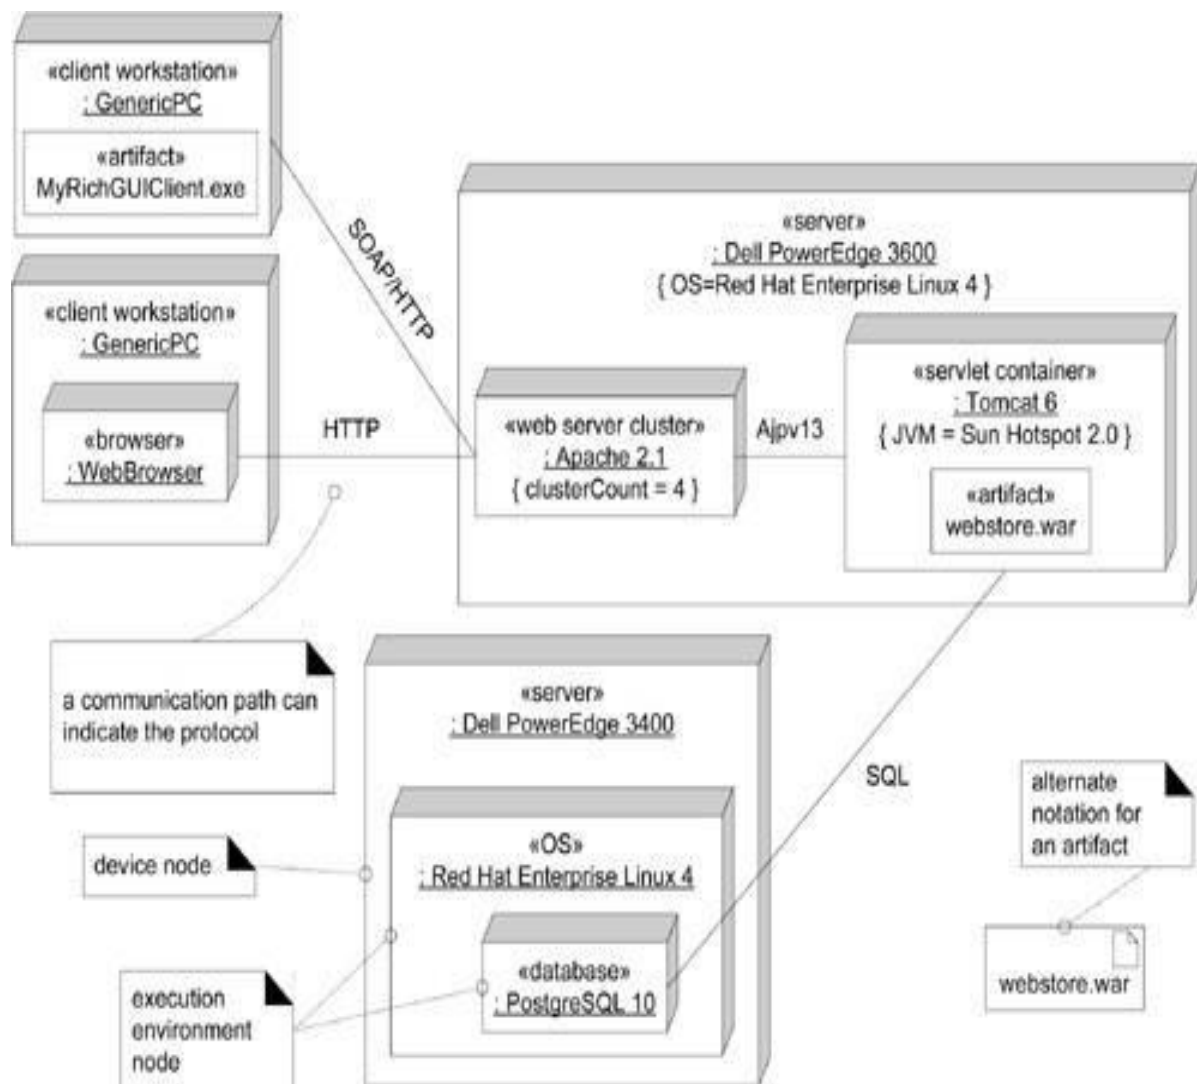 «client workstation»
: GenericPC
«artifact»
MyRichGUIClient.exe
SOAP/HTTP
«server»
: Dell PowerEdge 3600
{ OS=Red Hat Enterprise Linux 4 }
«client workstation»
: GenericPC
«browser»
: WebBrowser
HTTP
«web server cluster»
: Apache 2.1
{ clusterCount = 4 }
Ajpv13
«servlet container»
: Tomcat 6
{ JVM = Sun Hotspot 2.0 }
«artifact»
webstore.war
a communication path can
indicate the protocol
«server»
: Dell PowerEdge 3400
SQL
«OS»
: Red Hat Enterprise Linux 4
«database»
: PostgreSQL 10
device node
execution
environment
node
alternate
notation for
an artifact
webstore.war